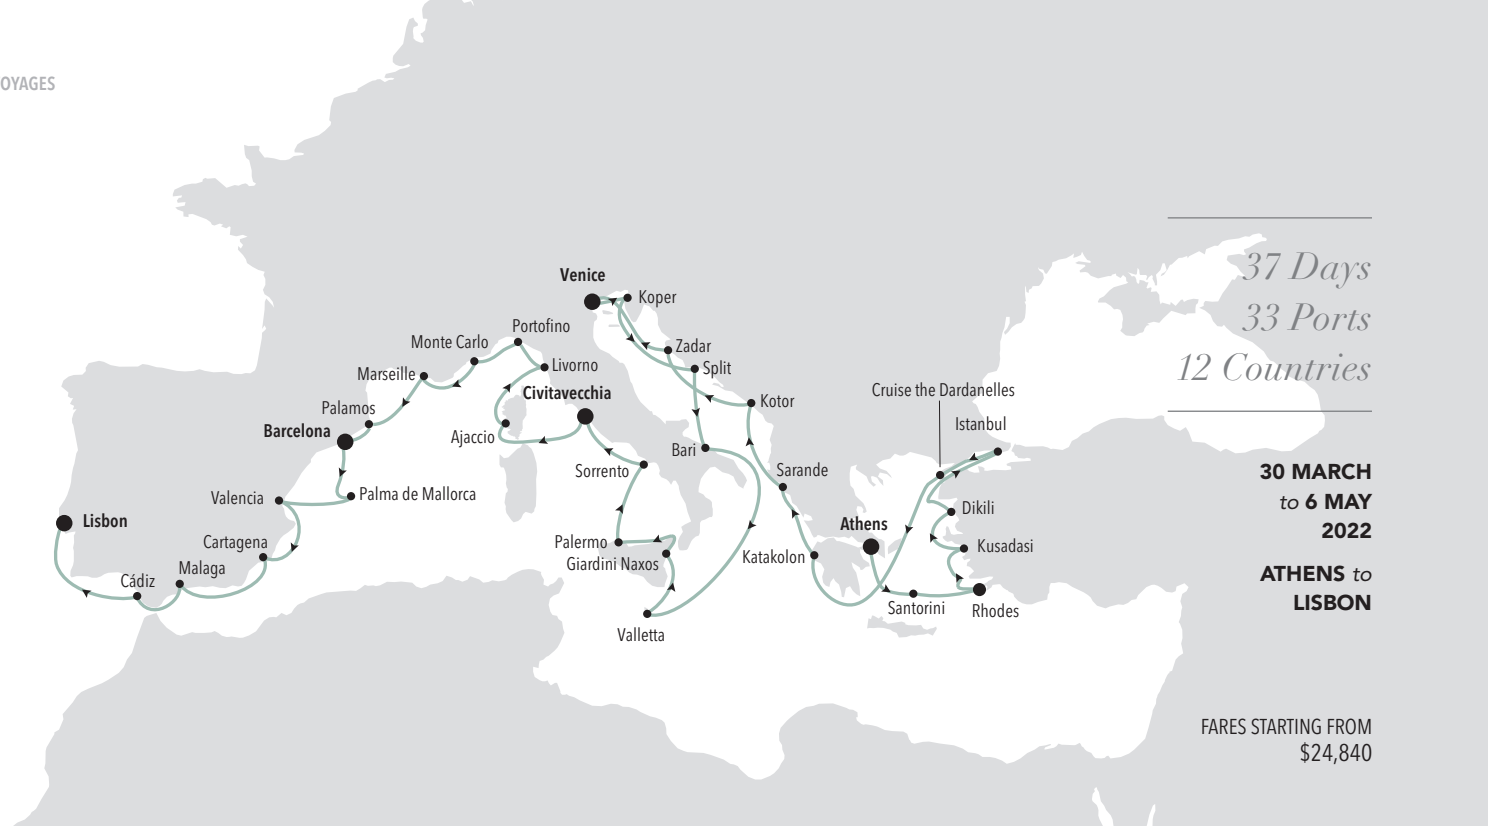 OYAGES
Venice
Koper
Portofino
Monte Carlo
Zadar
Livorno
Split
Marseille
Civitavecchia
Palamos
Kotor
Barcelona
Ajaccio
Bari
Sorrento
Sarande
Valencia
Palma de Mallorca
Lisbon
Cartagena
Palermo
Giardini Naxos
Malaga
Cádiz
Valletta
Katakolon
Athens
Santorini
Rhodes
Kusadasi
Dikili
Cruise the Dardanelles
Istanbul
37 Days
33 Ports
12 Countries
30 MARCH
to 6 MAY
2022
ATHENS to
LISBON
FARES STARTING FROM
$24,840